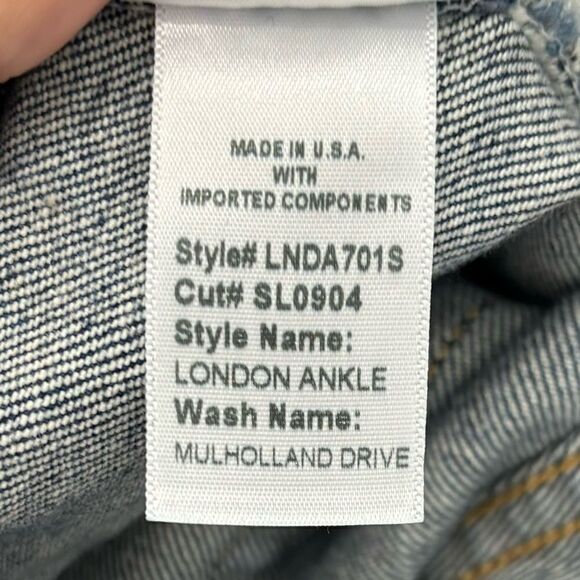 MADE IN U.S.A.
WITH
IMPORTED COMPONENTS
Style# LNDA701S
Cut# SL0904
Style Name:
LONDON ANKLE
Wash Name:
MULHOLLAND DRIVE